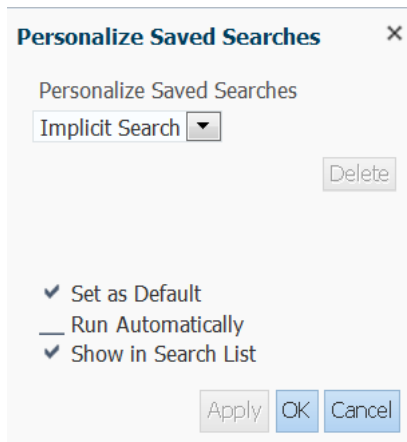 Personalize Saved Searches
Personalize Saved Searches
Implicit Search
Delete
Set as Default
Run Automatically
Show in Search List
Apply OK Cancel